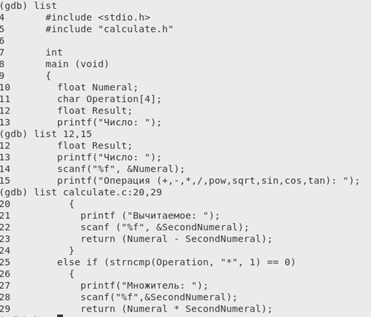 (gdb) list
4 #include <stdio.h>
5 #include "calculate.h"
6
7 int
8 main (void)
9 {
10 float Numeral;
11 char Operation[4];
12 float Result;
13 printf("Число: ");
(gdb) list 12,15
12 float Result;
13 printf("Число: ");
14 scanf("%f", &Numeral);
15 printf("Операция (+,-,*,/,pow,sqrt,sin,cos,tan): ");
(gdb) list calculate.c:20,29
20 {
21 printf ("Вычитаемое: ");
22 scanf ("%f", &SecondNumeral);
23 return (Numeral - SecondNumeral);
24 }
25 else if (strncmp(Operation, "*", 1) == 0)
26 {
27 printf("Множитель: ");
28 scanf("%f",&SecondNumeral);
29 return (Numeral * SecondNumeral);